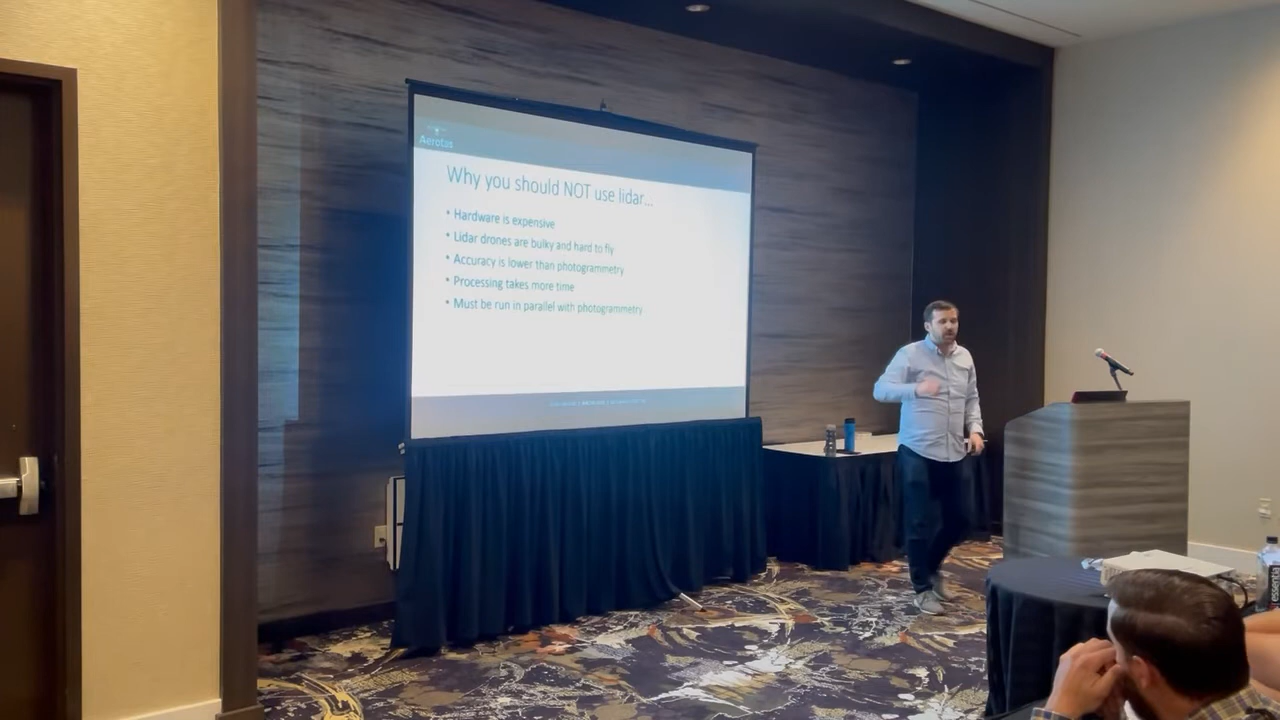 Aerotas
Why you should NOT use lidar...
• Hardware is expensive
• Lidar drones are bulky and hard to fly
• Accuracy is lower than photogrammetry
• Processing takes more time
• Must be run in parallel with photogrammetry